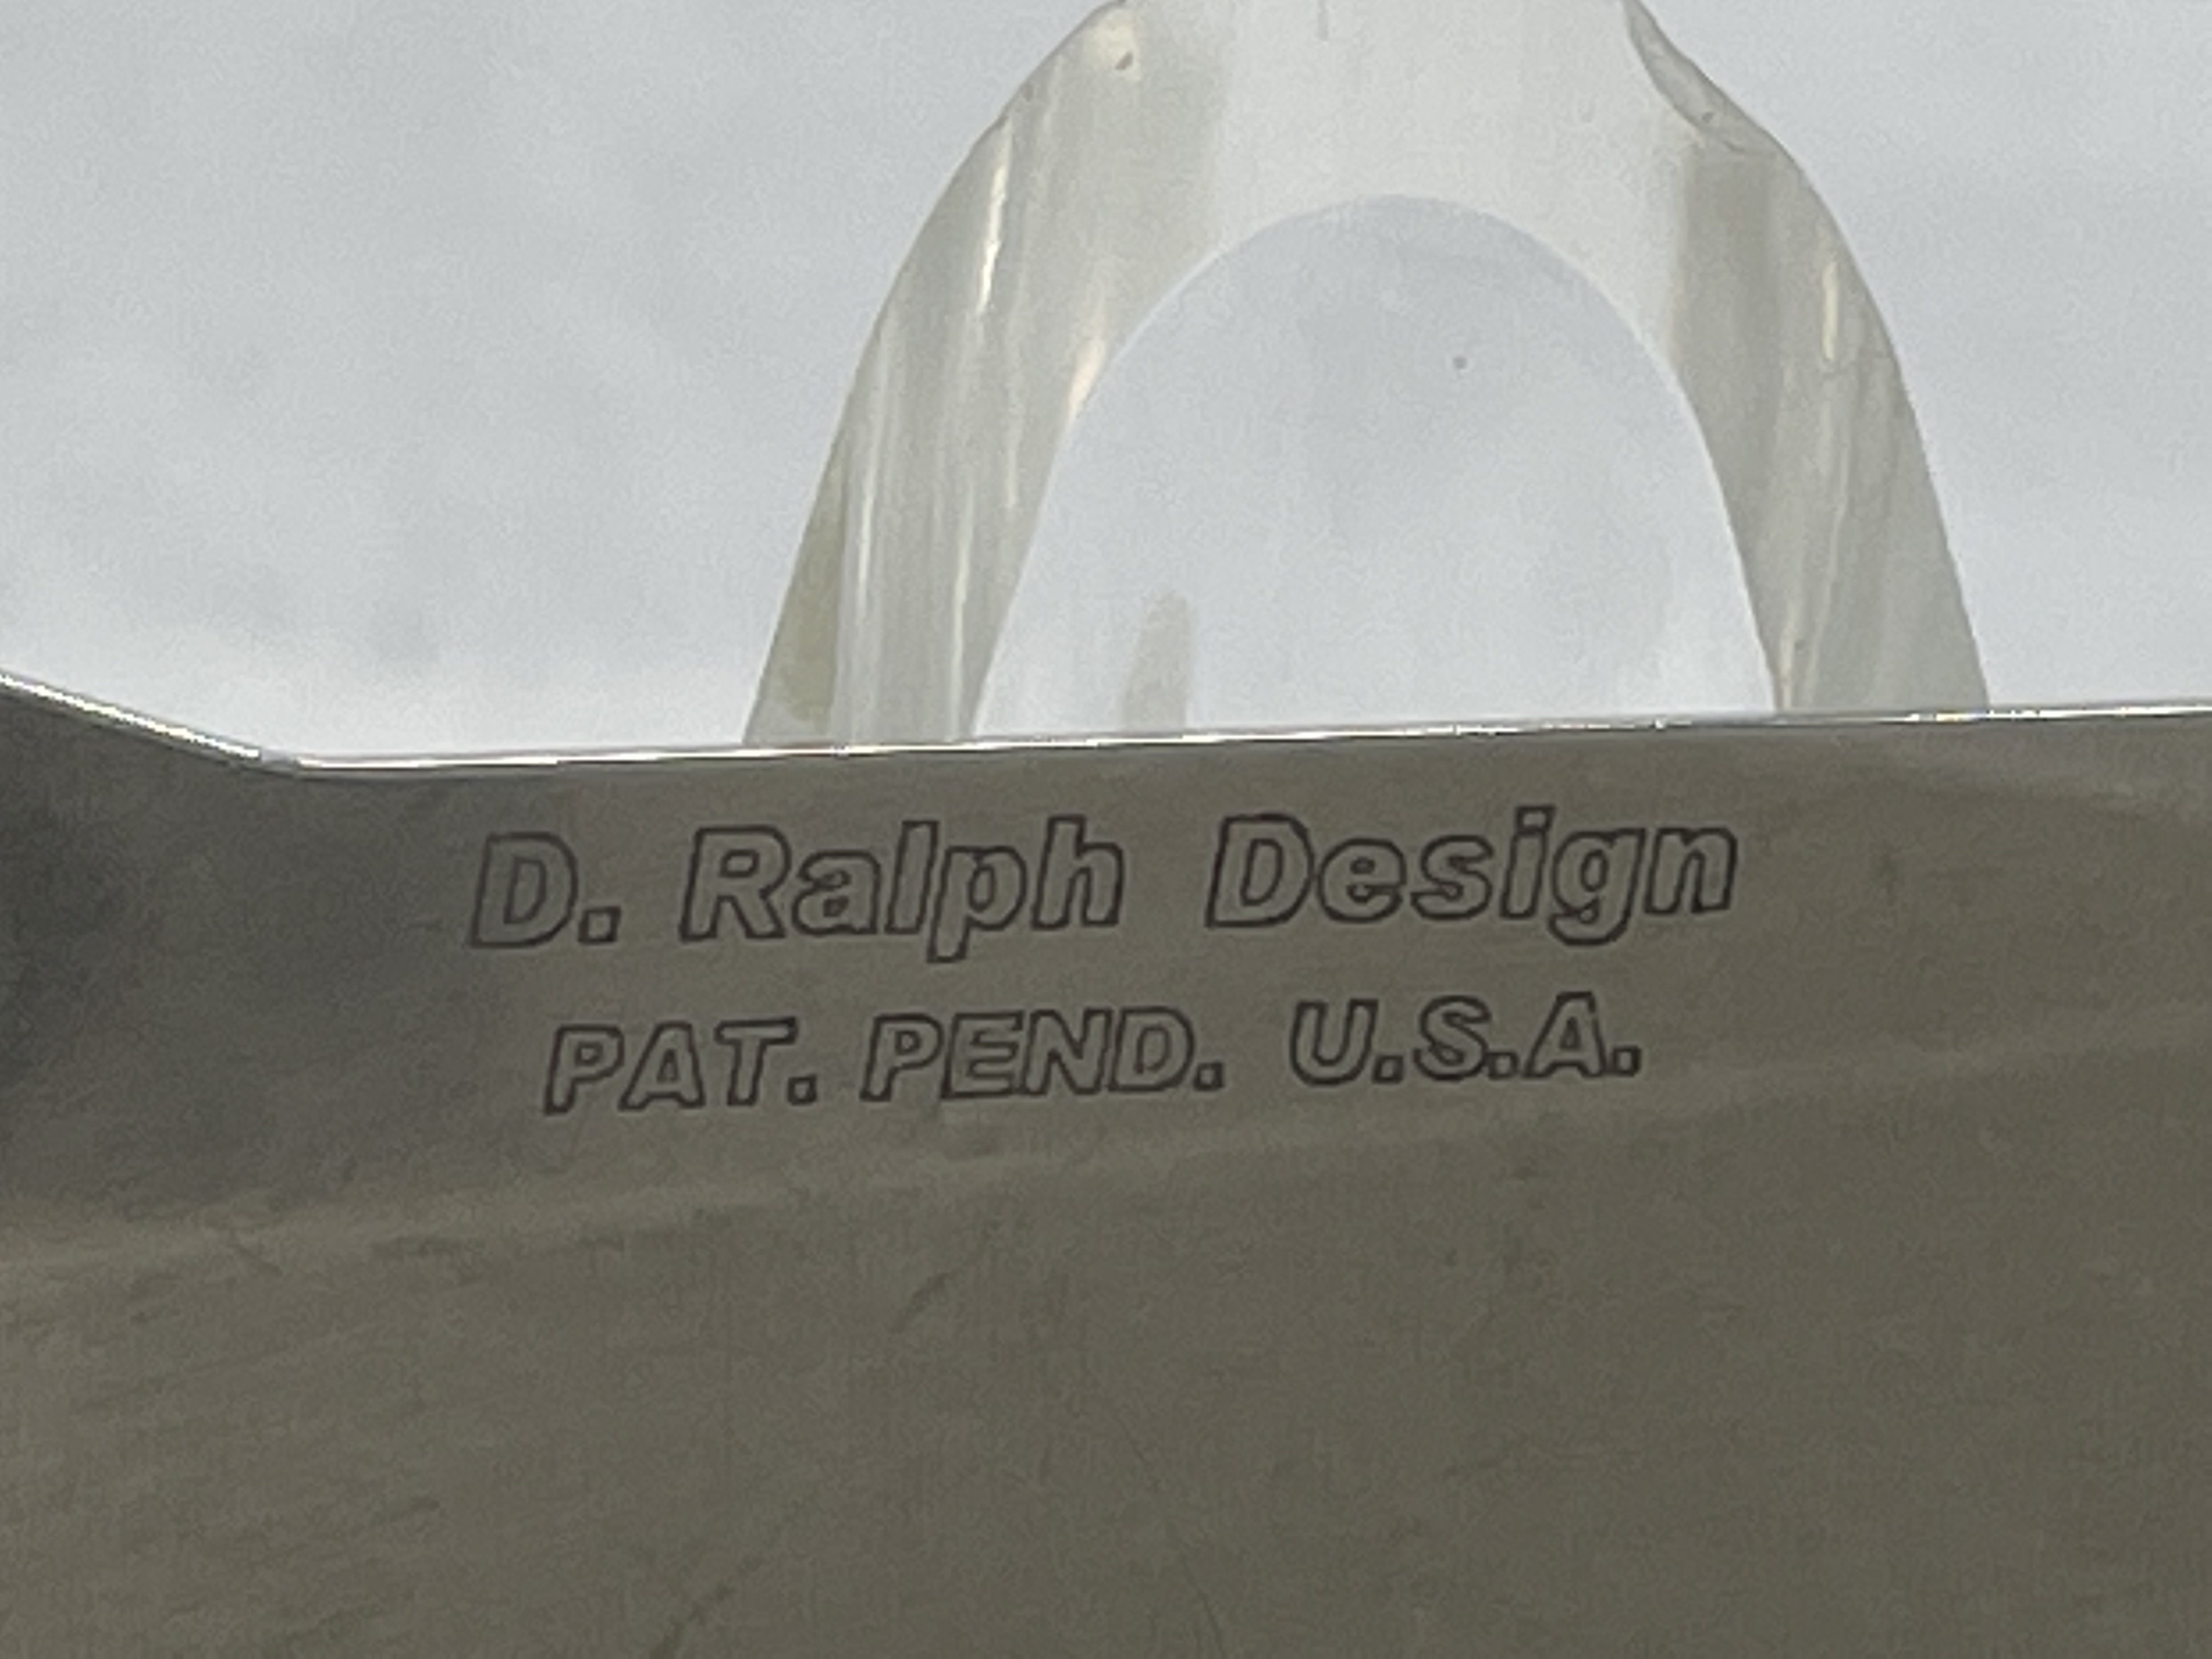 D. Ralph Design
PAT. PEND. U.S.A.